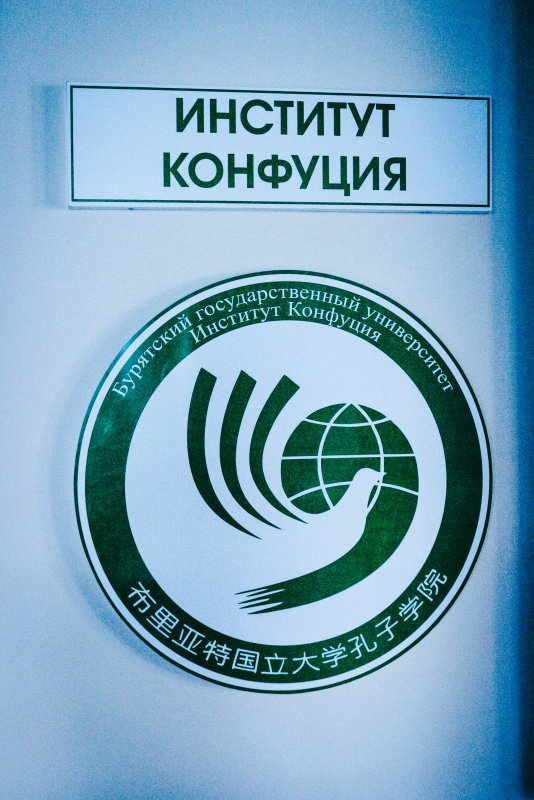 ИНСТИТУТ
КОНФУЦИЯ
Бурятский государственный университет
Институт Конфуция
布里亚特国立大学孔子学院